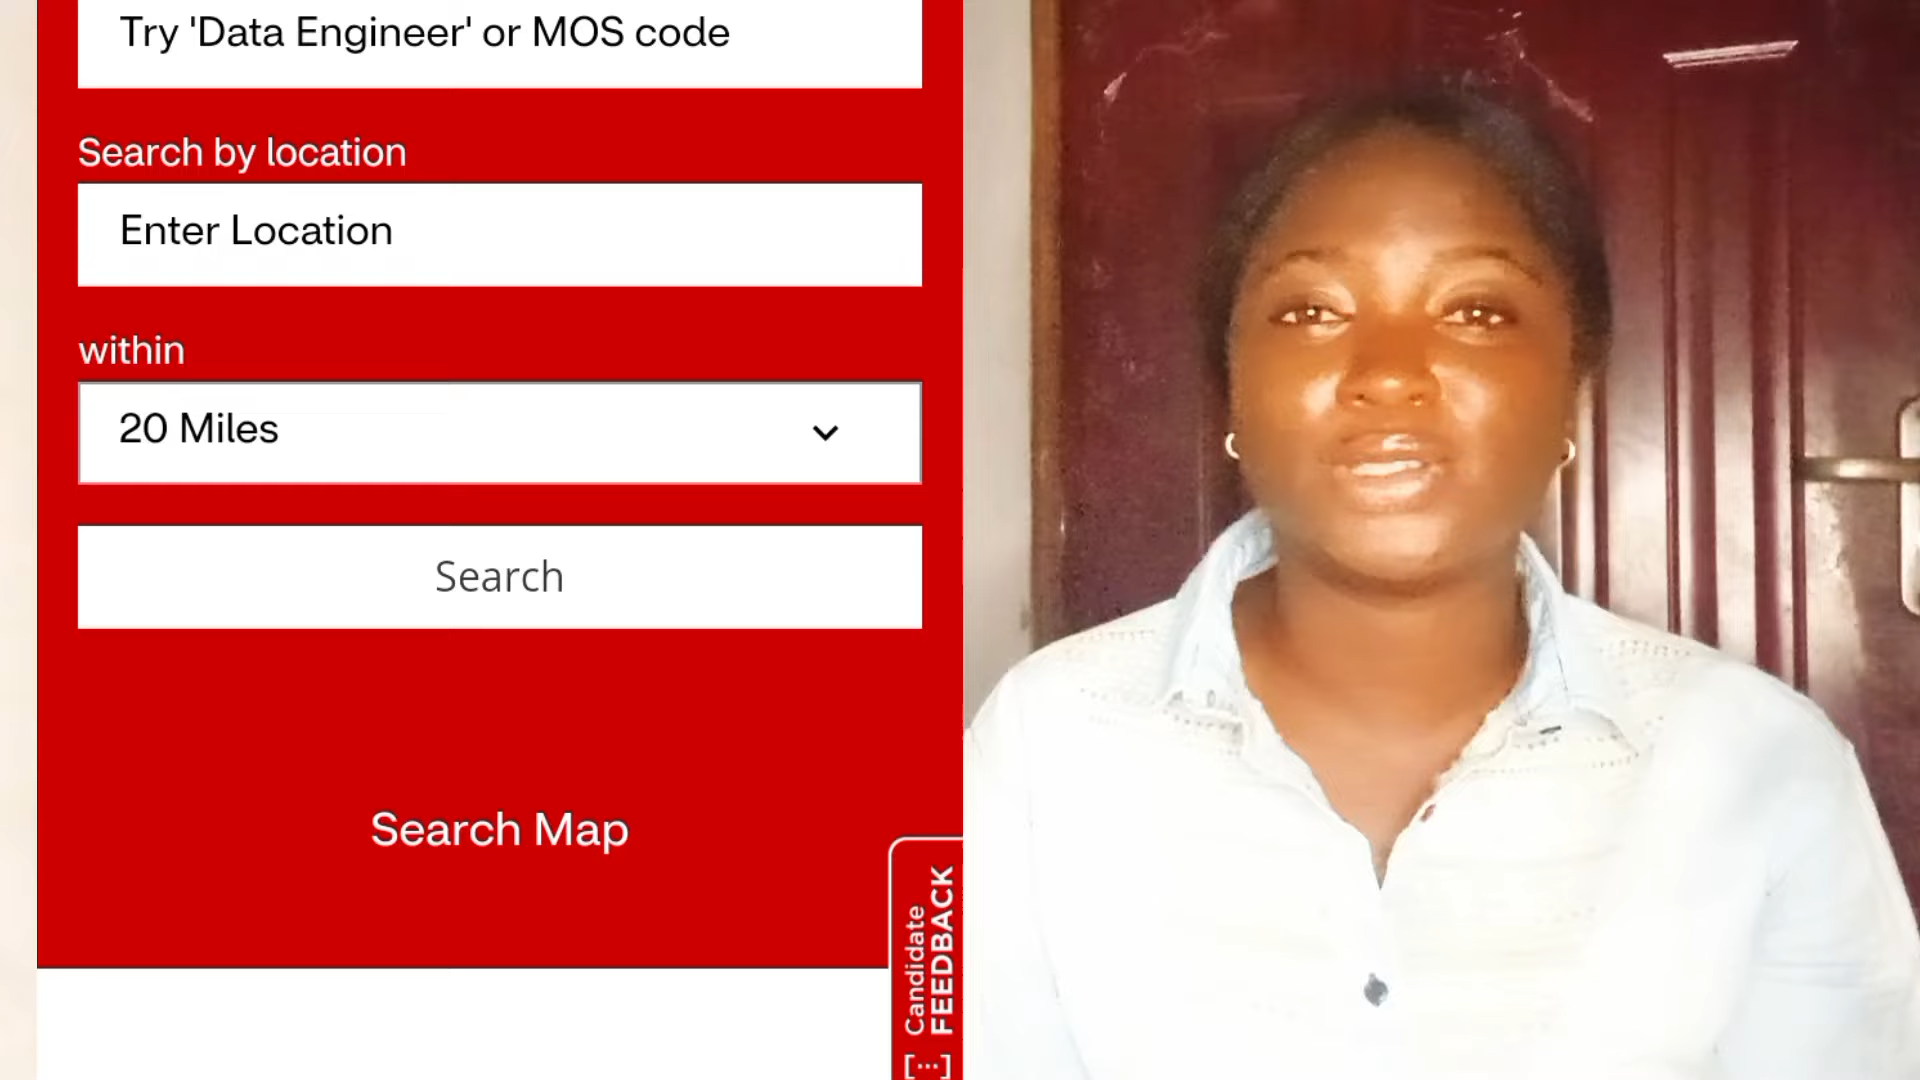 Try 'Data Engineer' or MOS code
Search by location
Enter Location
within
20 Miles
Search
Search Map
Candidate
FEEDBACK